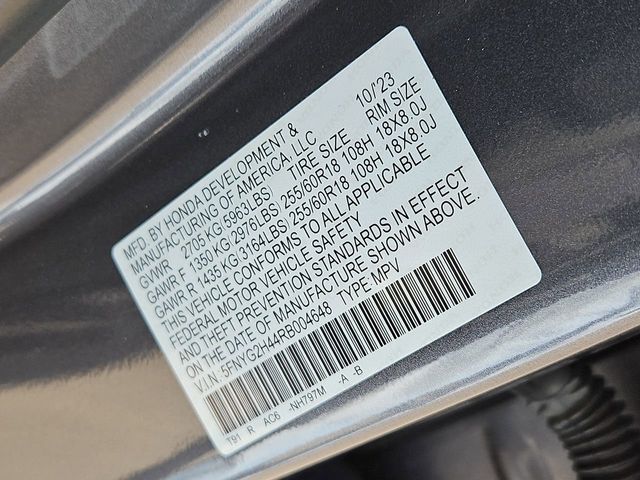 MFD. BY HONDA DEVELOPMENT &
MANUFACTURING OF AMERICA, LLC 10/'23
GVWR 2705 KG 5963LBS TIRE SIZE RIM SIZE
GAWR F 1350 KG 2976LBS 255/60R18 108H 18X8.0J
GAWR R 1435 KG 3164LBS 255/60R18 108H 18X8.0J
THIS VEHICLE CONFORMS TO ALL APPLICABLE
FEDERAL MOTOR VEHICLE SAFETY
AND THEFT PREVENTION STANDARDS IN EFFECT
ON THE DATE OF MANUFACTURE SHOWN ABOVE.
V.I.N: 5FNYG2H44RB004648 TYPE: MPV
T91 R AC6 -NH797M -A -B